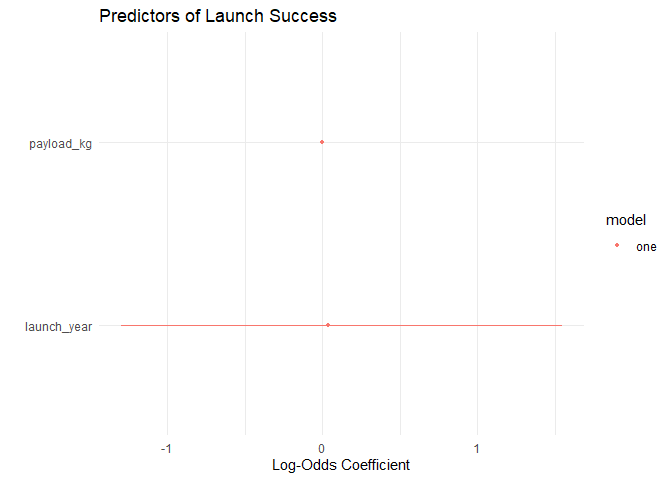 Predictors of Launch Success
payload_kg
launch_year
-1
0
1
Log-Odds Coefficient
model
one